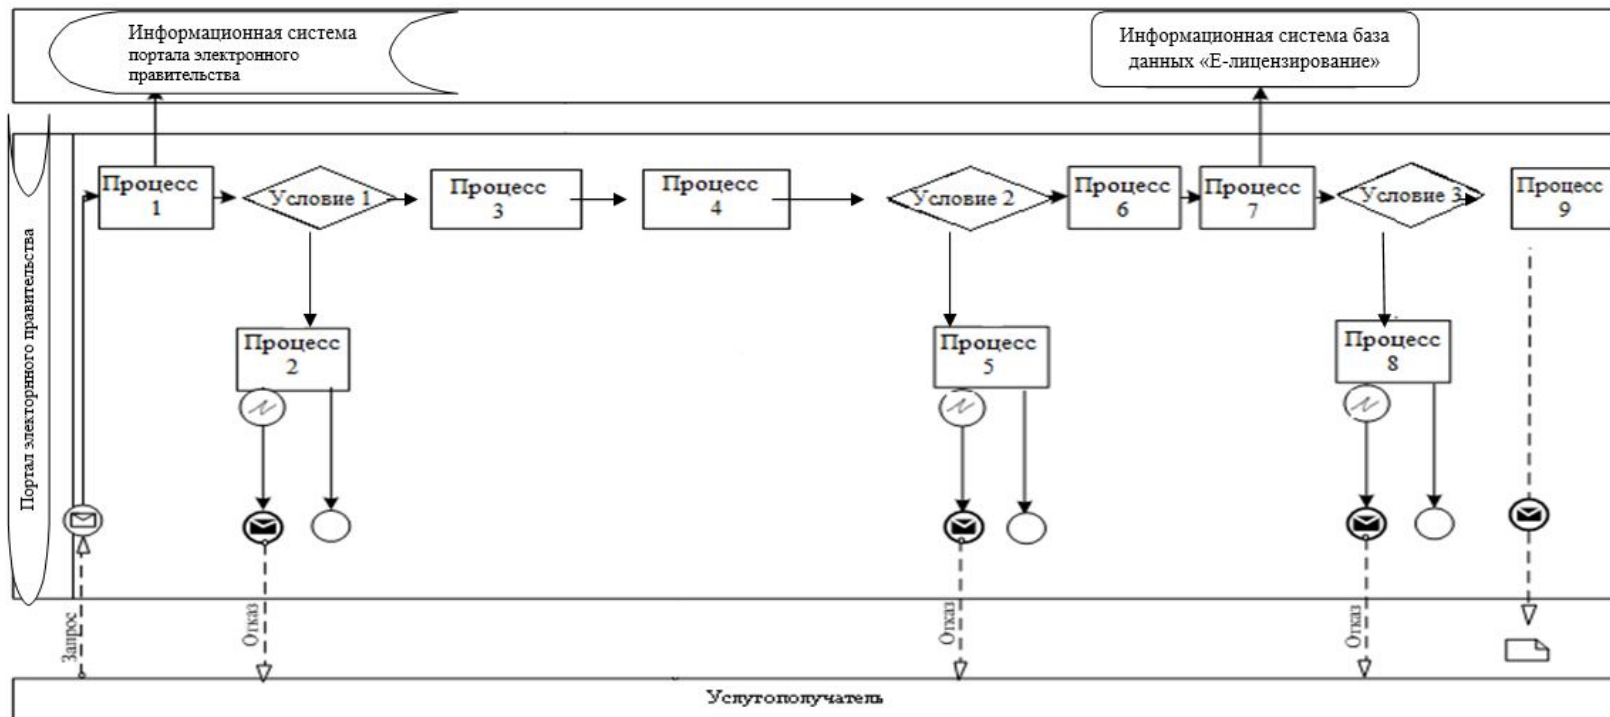 Информационная система
портала электронного
правительства
Информационная система база
данных «Е-лицензирование»
Портал электорнного правительства
Процесс
1
Условие 1
Процесс
3
Процесс
4
Условие 2
Процесс
6
Процесс
7
Условие 3
Процесс
9
Процесс
2
Процесс
5
Процесс
8
Запрос
Отказ
Отказ
Отказ
Услугополучатель